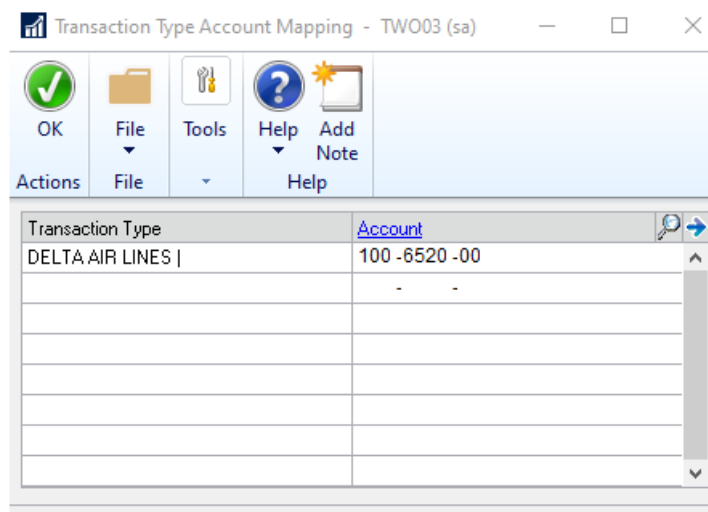 Transaction Type Account Mapping - TWO03 (sa)
OK File Tools Help Add Note
Actions File Help
Transaction Type Account
DELTA AIR LINES | 100 -6520 -00
- -